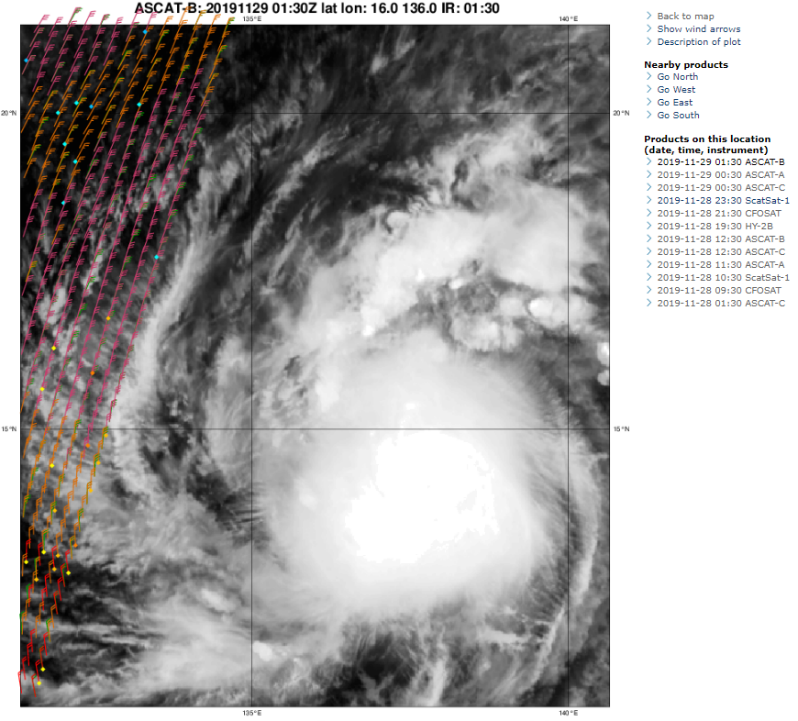 ASCAT-B: 20191129 01:30Z lat lon: 16.0 136.0 IR: 01:30
135°E
140°E
20°N
20°N
15°N
15°N
135°E
140°E
Back to map
Show wind arrows
Description of plot
Nearby products
Go North
Go West
Go East
Go South
Products on this location
(date, time, instrument)
2019-11-29 01:30 ASCAT-B
2019-11-29 00:30 ASCAT-A
2019-11-29 00:30 ASCAT-C
2019-11-28 23:30 ScatSat-1
2019-11-28 21:30 CFOSAT
2019-11-28 19:30 HY-2B
2019-11-28 12:30 ASCAT-B
2019-11-28 12:30 ASCAT-C
2019-11-28 11:30 ASCAT-A
2019-11-28 10:30 ScatSat-1
2019-11-28 09:30 CFOSAT
2019-11-28 01:30 ASCAT-C